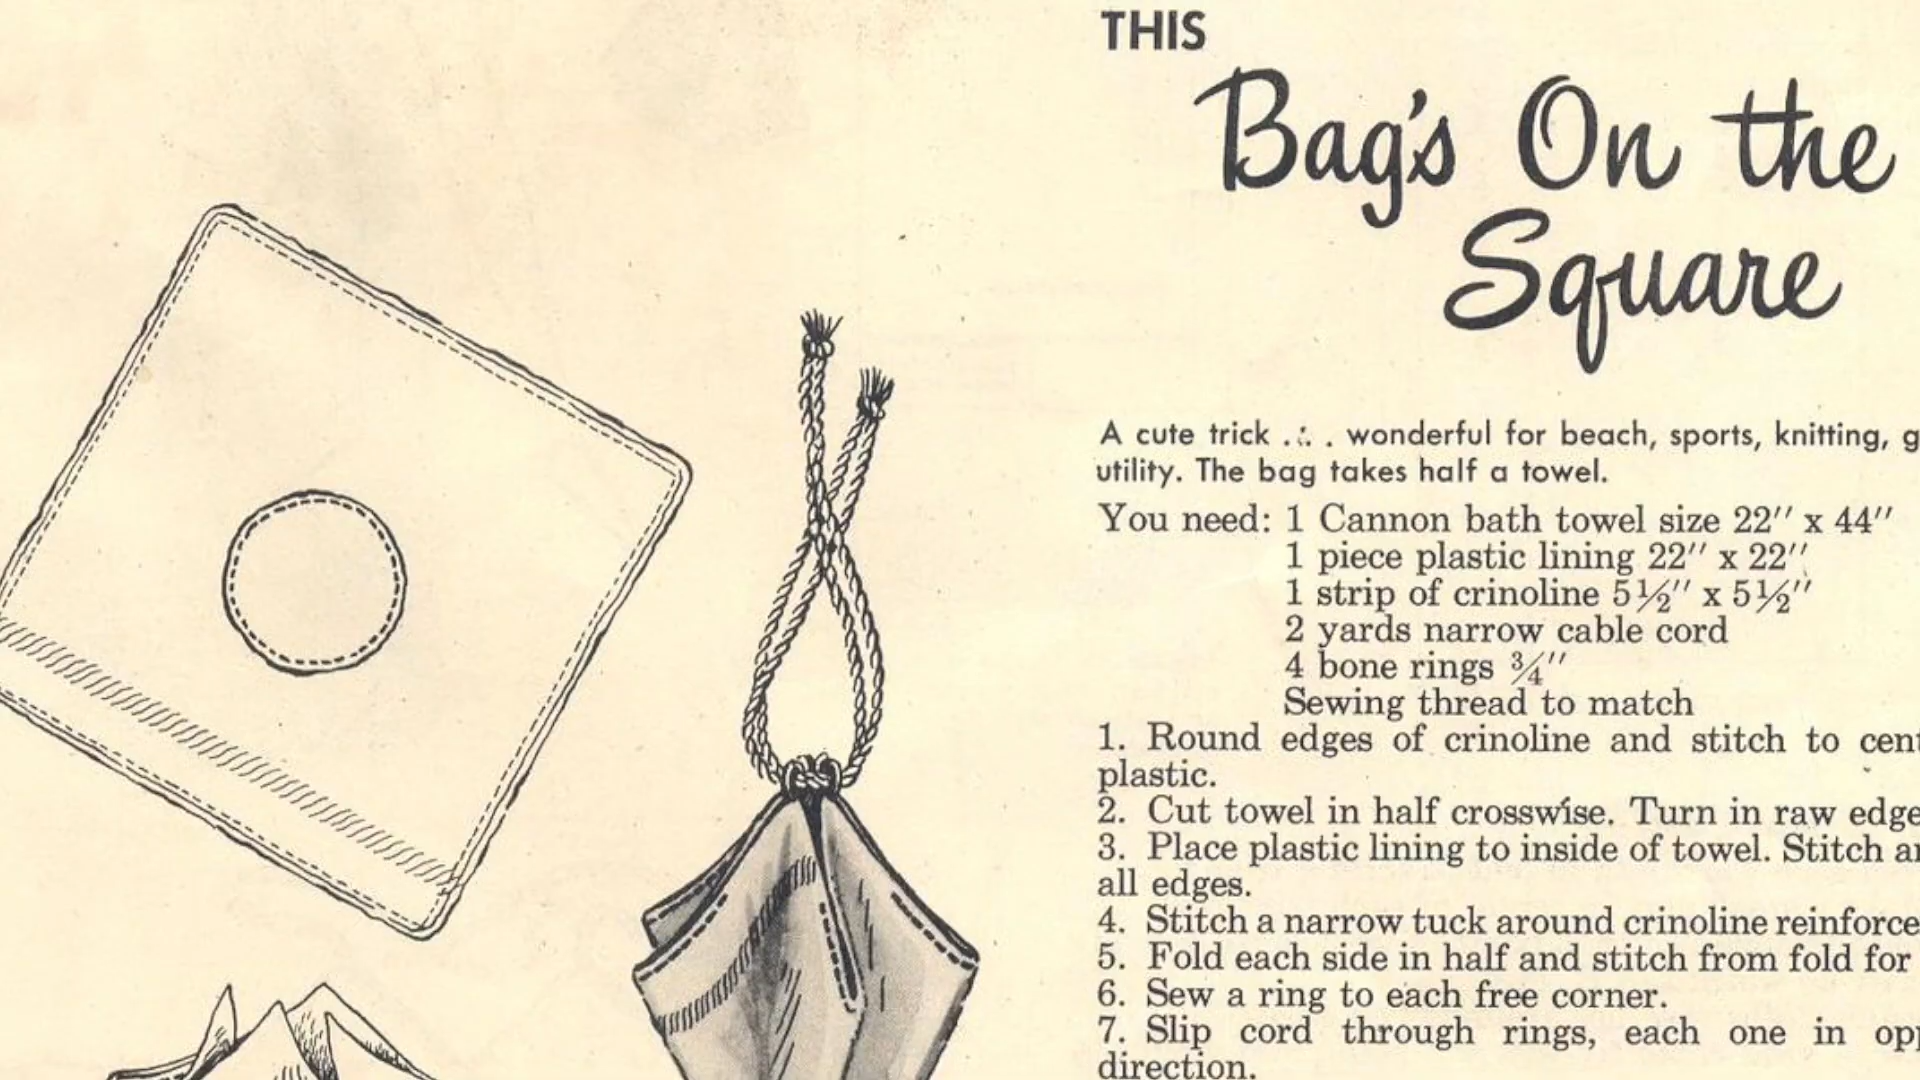 THIS
Bag's On the
Square
A cute trick . . . wonderful for beach, sports, knitting,
utility. The bag takes half a towel.
You need: 1 Cannon bath towel size 22″ x 44″
1 piece plastic lining 22″ x 22″
1 strip of crinoline 5½″ x 5½″
2 yards narrow cable cord
4 bone rings ¾″
Sewing thread to match
1. Round edges of crinoline and stitch to
plastic.
2. Cut towel in half crosswise. Turn in raw
3. Place plastic lining to inside of towel. Stitch
all edges.
4. Stitch a narrow tuck around crinoline
5. Fold each side in half and stitch from fold for
6. Sew a ring to each free corner.
7. Slip cord through rings, each one in
direction.